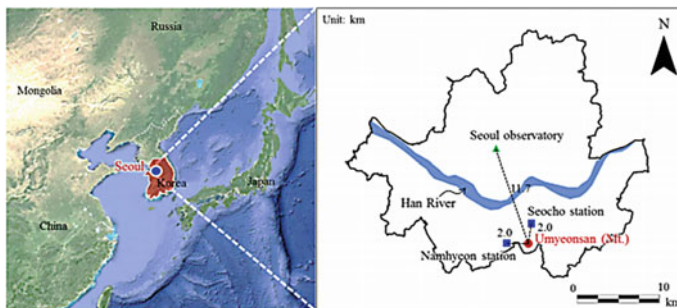 Russia
Mongolia
Seoul
Korea
Japan
China
Unit: km
N
Seoul observatory
11.7
Han River
Seocho station
2.0
2.0
Umyeonsan (Mt.)
Namhyeon station
0
10
km